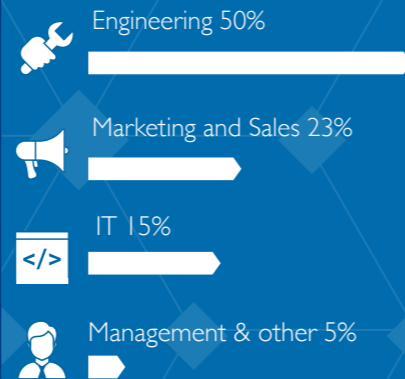 Engineering 50%
Marketing and Sales 23%
IT 15%
</>
Management & other 5%